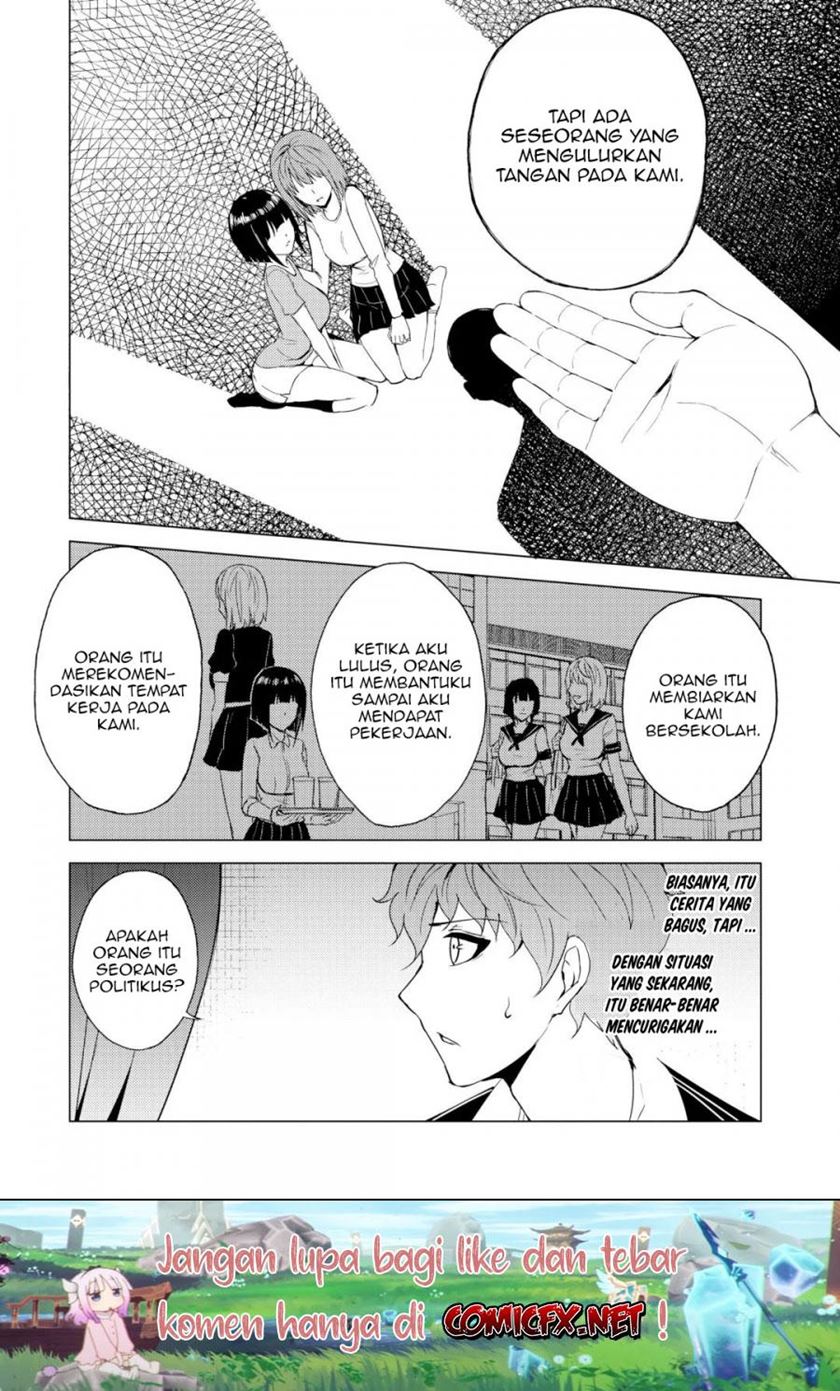 TAPI ADA
SESEORANG YANG
MENGULURKAN
TANGAN PADA KAMI.
ORANG ITU
MEMBIARKAN
KAMI
BERSEKOLAH.
KETIKA AKU
LULUS, ORANG
ITU MEMBANTUKU
SAMPAI AKU
MENDAPAT
PEKERJAAN.
ORANG ITU
MEREKOMEN-
DASIKAN TEMPAT
KERJA PADA
KAMI.
BIASANYA, ITU
CERITA YANG
BAGUS, TAPI ...
DENGAN SITUASI
YANG SEKARANG,
ITU BENAR-BENAR
MENCURIGAKAN ...
APAKAH
ORANG ITU
SEORANG
POLITIKUS?
Jangan lupa bagi like dan tebar
komen hanya di COMICFX.NET !